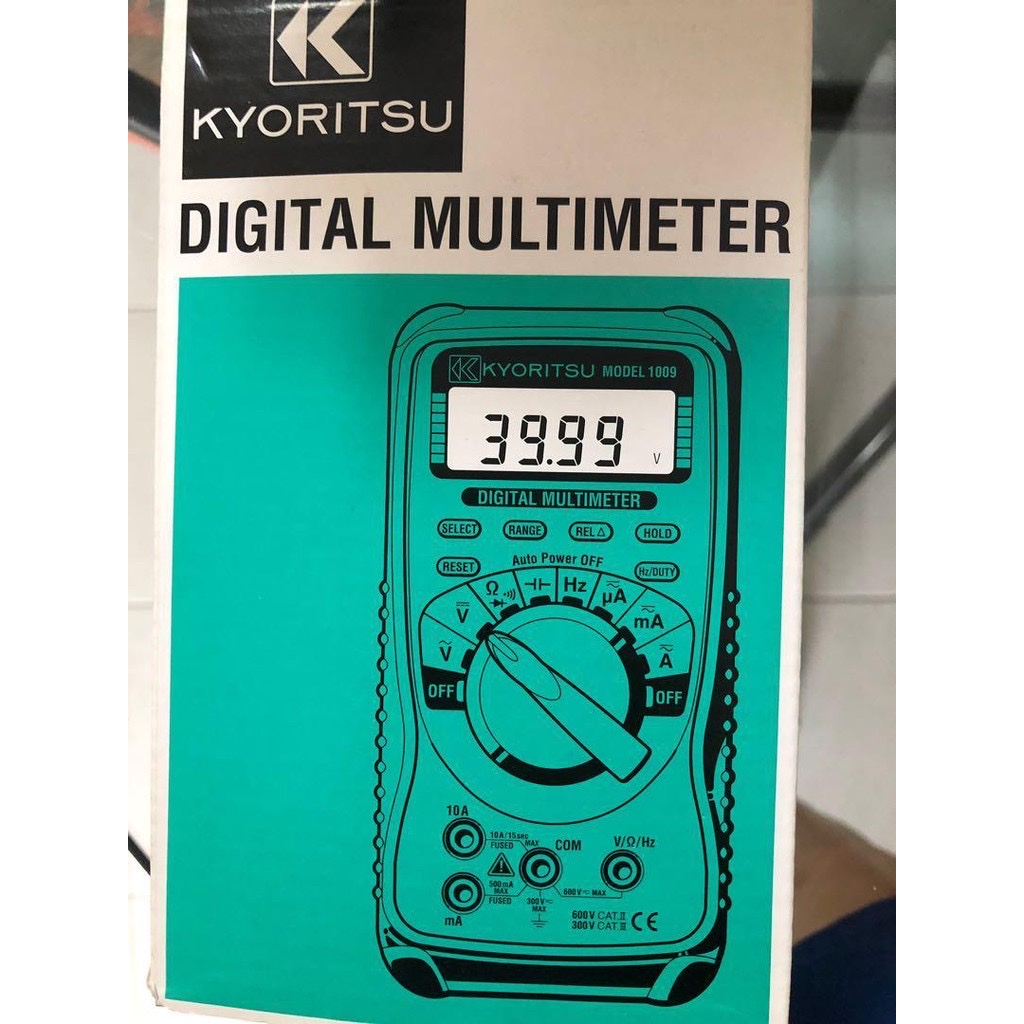 KYORITSU
DIGITAL MULTIMETER
KYORITSU MODEL 1009
39.99 V
DIGITAL MULTIMETER
SELECT RANGE REL△ HOLD
RESET Auto Power OFF Hz/DUTY
Ω Hz μA
V mA
V A
OFF OFF
10A
10A/15sec MAX
FUSED
COM V/Ω/Hz
500mA
MAX
FUSED
600V MAX
mA
300V
MAX
600V CAT.II
300V CAT.III CE